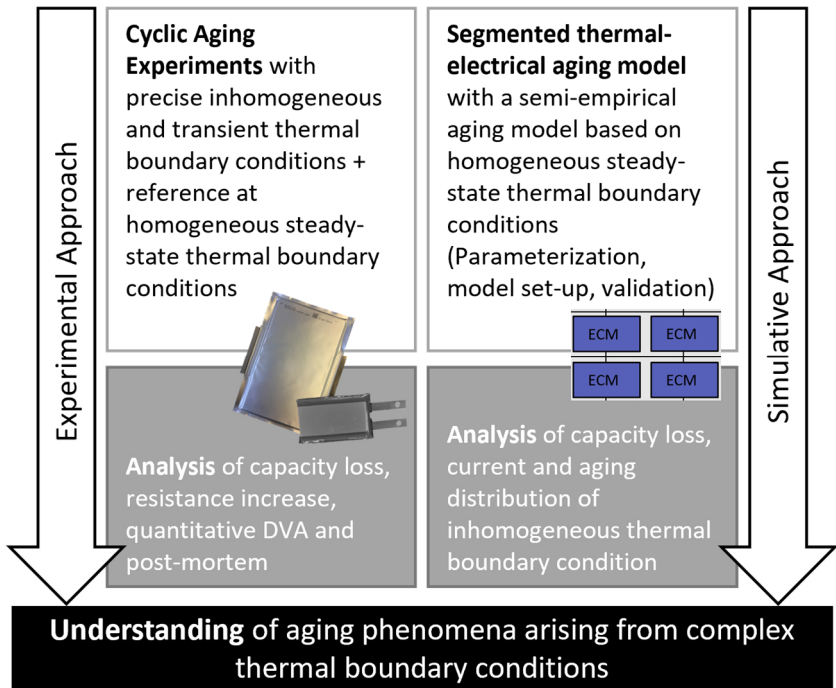 Experimental Approach
Cyclic Aging
Experiments with
precise inhomogeneous
and transient thermal
boundary conditions +
reference at
homogeneous steady-
state thermal boundary
conditions
Analysis of capacity loss,
resistance increase,
quantitative DVA and
post-mortem
Segmented thermal-
electrical aging model
with a semi-empirical
aging model based on
homogeneous steady-
state thermal boundary
conditions
(Parameterization,
model set-up, validation)
ECM ECM
ECM ECM
Analysis of capacity loss,
current and aging
distribution of
inhomogeneous thermal
boundary condition
Simulative Approach
Understanding of aging phenomena arising from complex
thermal boundary conditions